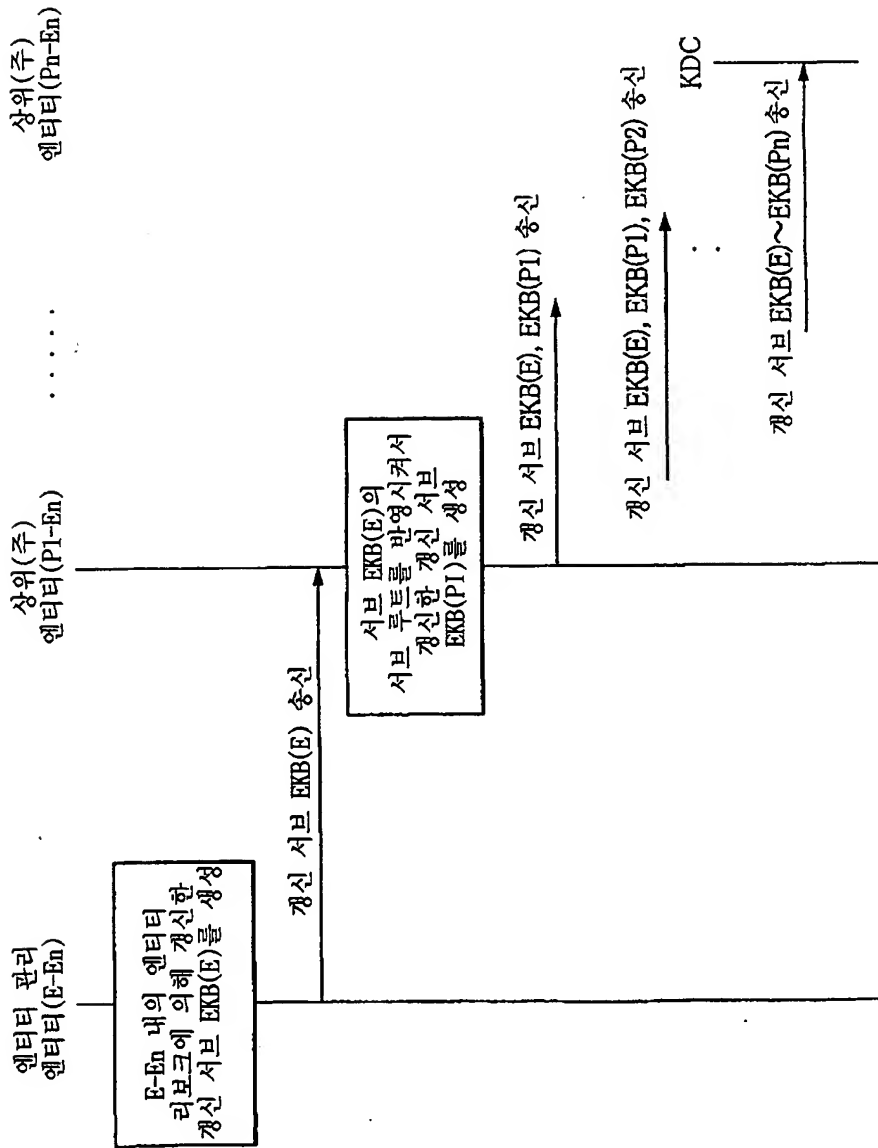 엔티티 관리
엔티티(E-En)
상위(주)
엔티티(P1-En)
.....
상위(주)
엔티티(Pn-En)
E-En 내의 엔티티
리보크에 의해 갱신한
갱신 서브 EKB(E)를 생성
갱신 서브 EKB(E) 송신
서브 EKB(E)의
서브 루트를 반영시켜서
갱신한 갱신 서브
EKB(P1)를 생성
갱신 서브 EKB(E), EKB(P1) 송신
갱신 서브 EKB(E), EKB(P1), EKB(P2) 송신
KDC
갱신 서브 EKB(E)~EKB(Pn) 송신